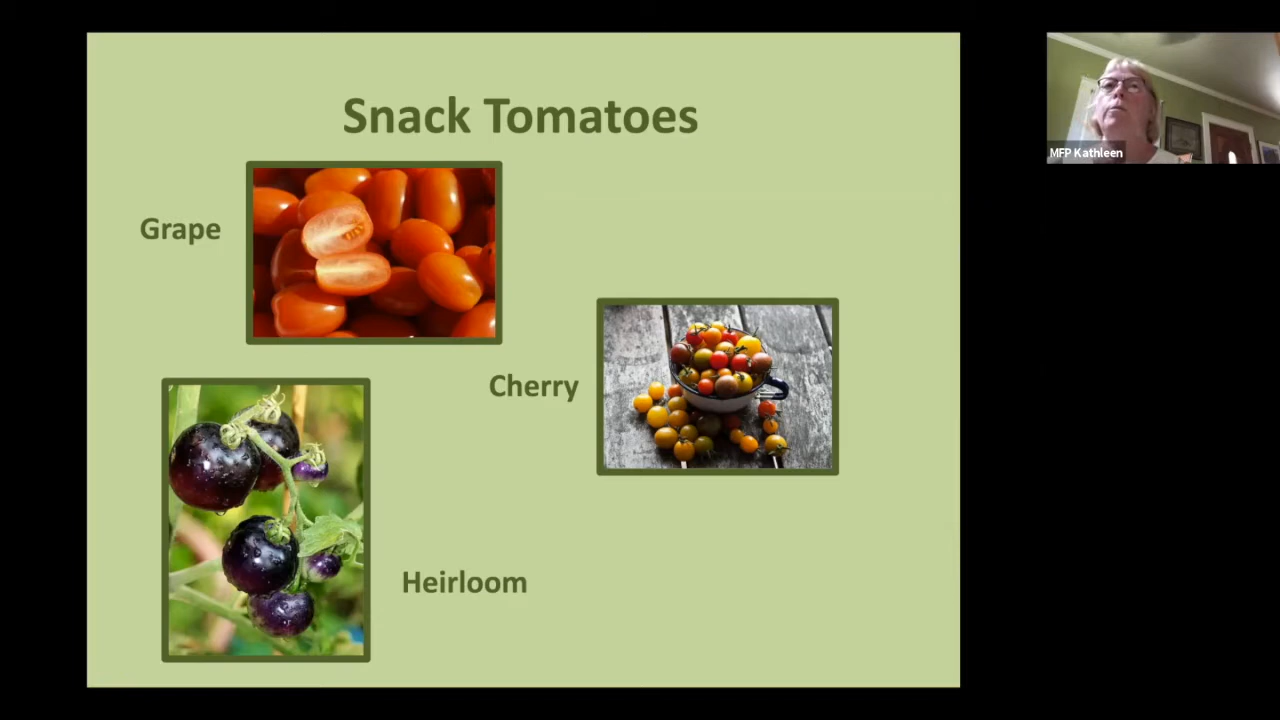 Snack Tomatoes
Grape
Cherry
Heirloom
MFP Kathleen